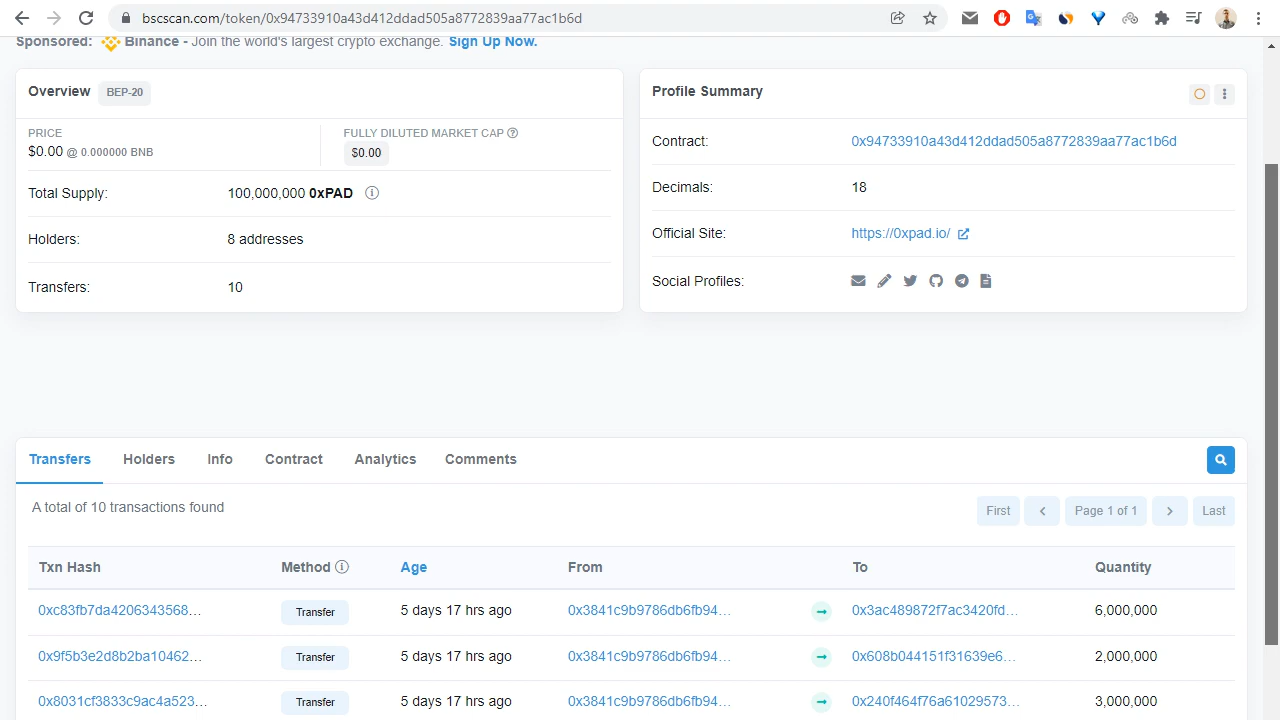 bscscan.com/token/0x94733910a43d412ddad505a8772839aa77ac1b6d
Sponsored: Binance - Join the world's largest crypto exchange. Sign Up Now.
Overview BEP-20
PRICE
$0.00 @ 0.000000 BNB
FULLY DILUTED MARKET CAP
$0.00
Total Supply: 100,000,000 0xPAD
Holders: 8 addresses
Transfers: 10
Profile Summary
Contract: 0x94733910a43d412ddad505a8772839aa77ac1b6d
Decimals: 18
Official Site: https://0xpad.io/
Social Profiles:
Transfers Holders Info Contract Analytics Comments
A total of 10 transactions found
First Page 1 of 1 Last
Txn Hash Method Age From To Quantity
0xc83fb7da4206343568... Transfer 5 days 17 hrs ago 0x3841c9b9786db6fb94... 0x3ac489872f7ac3420fd... 6,000,000
0x9f5b3e2d8b2ba10462... Transfer 5 days 17 hrs ago 0x3841c9b9786db6fb94... 0x608b044151f31639e6... 2,000,000
0x8031cf3833c9ac4a523... Transfer 5 days 17 hrs ago 0x3841c9b9786db6fb94... 0x240f464f76a61029573... 3,000,000